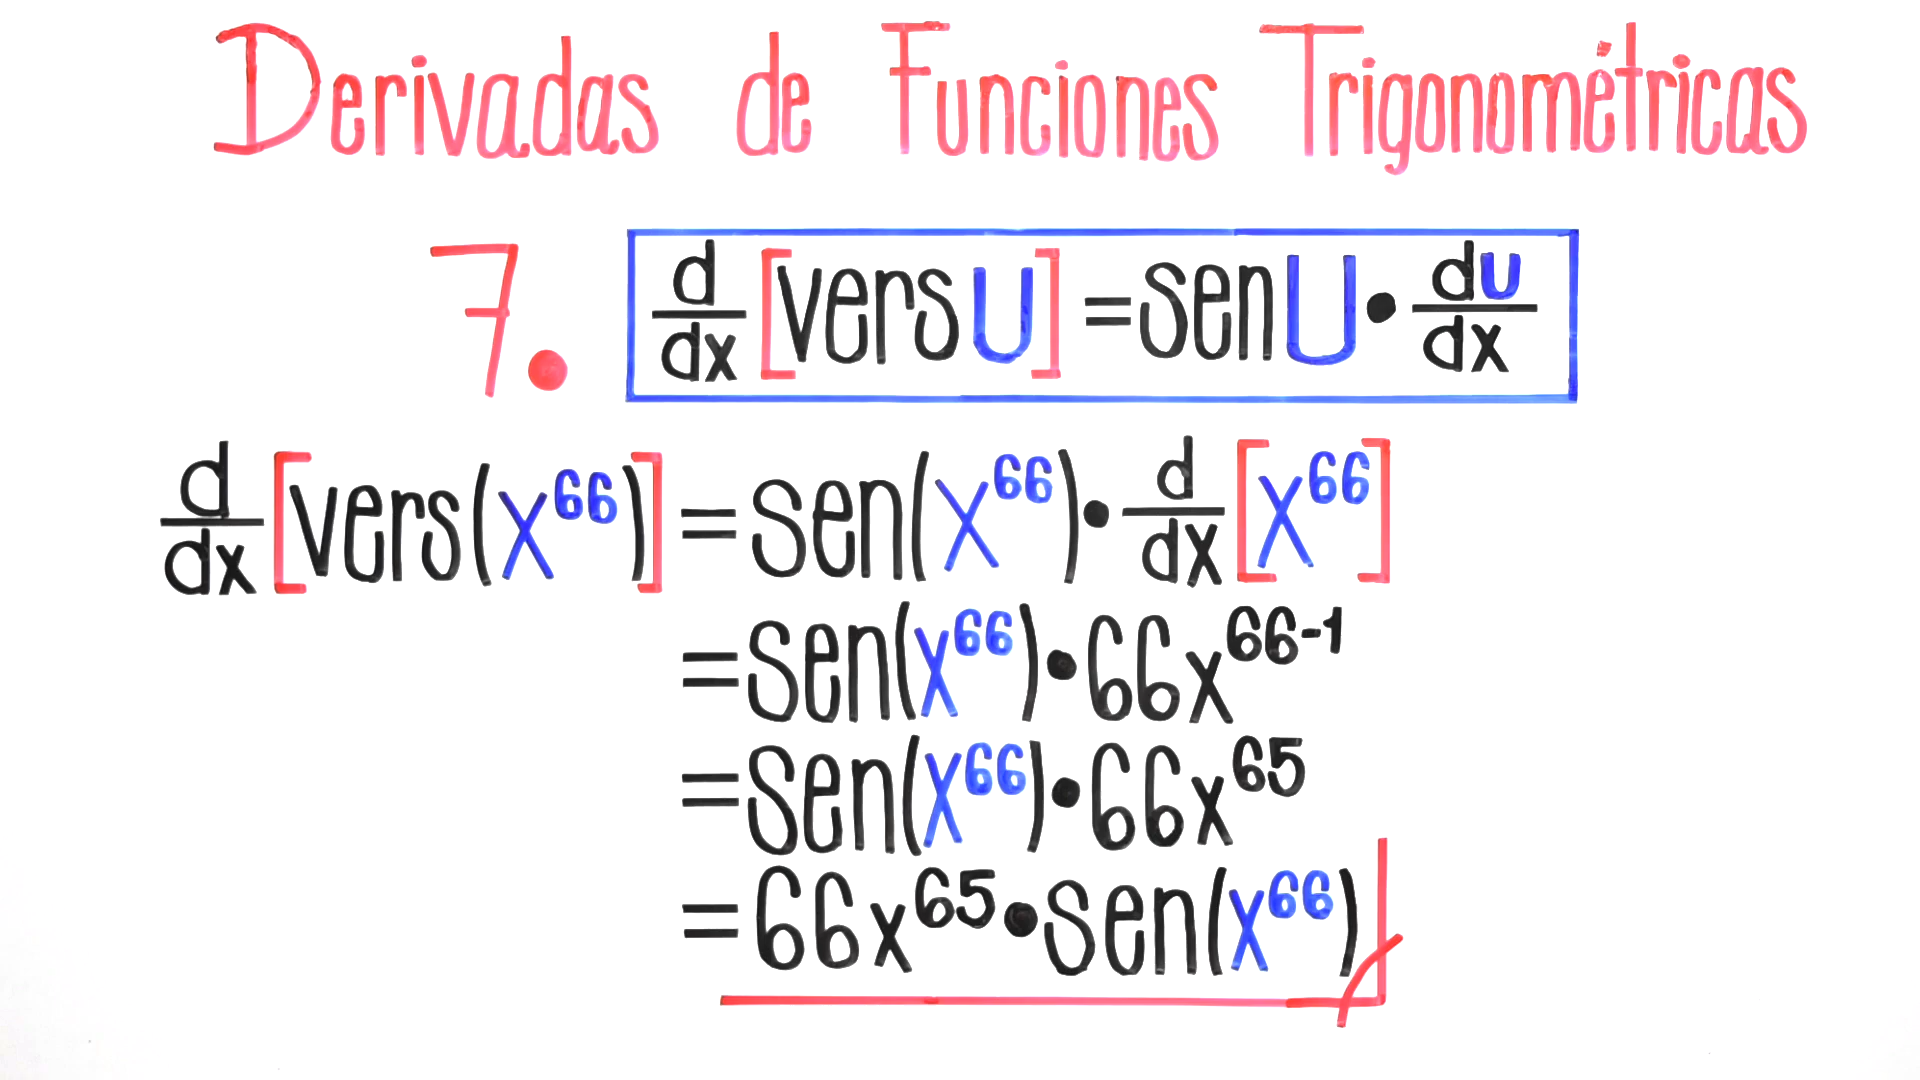 Derivadas de Funciones Trigonométricas
7. d/dx [vers U] = sen U • du/dx
d/dx [vers(x^66)] = sen(x^66) • d/dx [x^66]
= sen(x^66) • 66x^66-1
= sen(x^66) • 66x^65
= 66x^65 • sen(x^66)